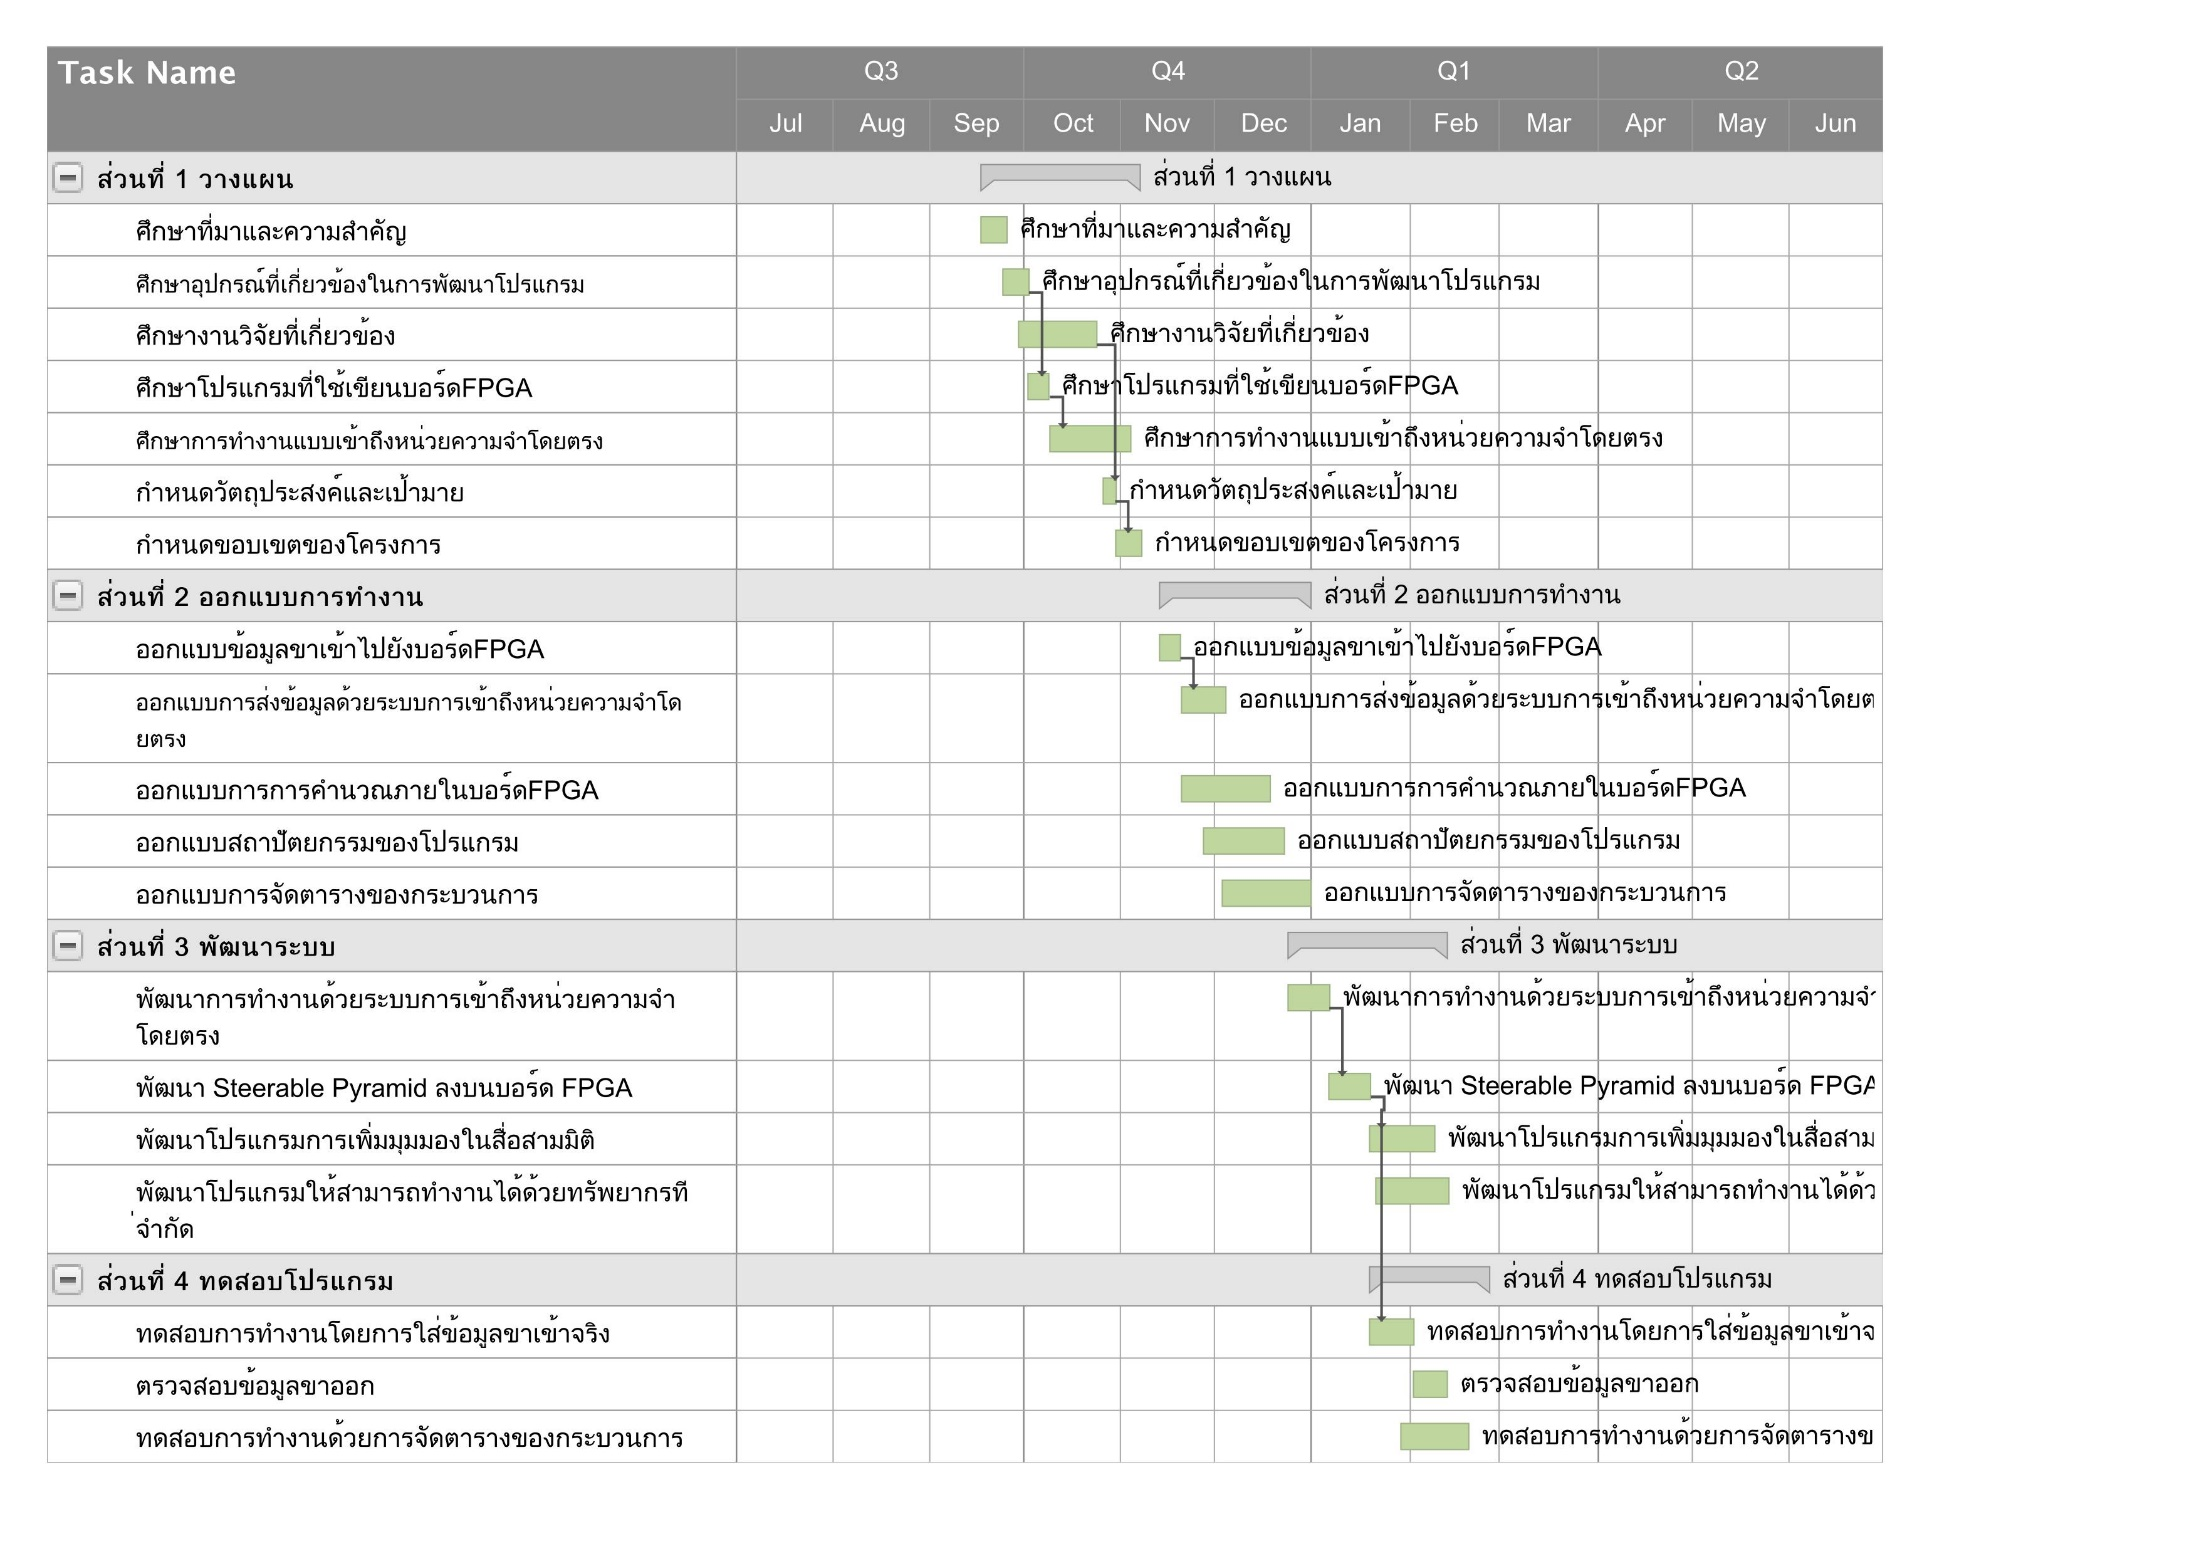 Task Name
Q3 Q4 Q1 Q2
Jul Aug Sep Oct Nov Dec Jan Feb Mar Apr May Jun
ส่วนที่ 1 วางแผน ส่วนที่ 1 วางแผน
ศึกษาที่มาและความสำคัญ ศึกษาที่มาและความสำคัญ
ศึกษาอุปกรณ์ที่เกี่ยวข้องในการพัฒนาโปรแกรม ศึกษาอุปกรณ์ที่เกี่ยวข้องในการพัฒนาโปรแกรม
ศึกษางานวิจัยที่เกี่ยวข้อง ศึกษางานวิจัยที่เกี่ยวข้อง
ศึกษาโปรแกรมที่ใช้เขียนบอร์ดFPGA ศึกษาโปรแกรมที่ใช้เขียนบอร์ดFPGA
ศึกษาการทำงานแบบเข้าถึงหน่วยความจำโดยตรง ศึกษาการทำงานแบบเข้าถึงหน่วยความจำโดยตรง
กำหนดวัตถุประสงค์และเป้ามาย กำหนดวัตถุประสงค์และเป้ามาย
กำหนดขอบเขตของโครงการ กำหนดขอบเขตของโครงการ
ส่วนที่ 2 ออกแบบการทำงาน ส่วนที่ 2 ออกแบบการทำงาน
ออกแบบข้อมูลขาเข้าไปยังบอร์ดFPGA ออกแบบข้อมูลขาเข้าไปยังบอร์ดFPGA
ออกแบบการส่งข้อมูลด้วยระบบการเข้าถึงหน่วยความจำโด ออกแบบการส่งข้อมูลด้วยระบบการเข้าถึงหน่วยความจำโดยต
ยตรง
ออกแบบการการคำนวณภายในบอร์ดFPGA ออกแบบการการคำนวณภายในบอร์ดFPGA
ออกแบบสถาปัตยกรรมของโปรแกรม ออกแบบสถาปัตยกรรมของโปรแกรม
ออกแบบการจัดตารางของกระบวนการ ออกแบบการจัดตารางของกระบวนการ
ส่วนที่ 3 พัฒนาระบบ ส่วนที่ 3 พัฒนาระบบ
พัฒนาการทำงานด้วยระบบการเข้าถึงหน่วยความจำ พัฒนาการทำงานด้วยระบบการเข้าถึงหน่วยความจำ
โดยตรง
พัฒนา Steerable Pyramid ลงบนบอร์ด FPGA พัฒนา Steerable Pyramid ลงบนบอร์ด FPGA
พัฒนาโปรแกรมการเพิ่มมุมมองในสื่อสามมิติ พัฒนาโปรแกรมการเพิ่มมุมมองในสื่อสาม
พัฒนาโปรแกรมให้สามารถทำงานได้ด้วยทรัพยากรที พัฒนาโปรแกรมให้สามารถทำงานได้ด้ว
่จำกัด
ส่วนที่ 4 ทดสอบโปรแกรม ส่วนที่ 4 ทดสอบโปรแกรม
ทดสอบการทำงานโดยการใส่ข้อมูลขาเข้าจริง ทดสอบการทำงานโดยการใส่ข้อมูลขาเข้าจ
ตรวจสอบข้อมูลขาออก ตรวจสอบข้อมูลขาออก
ทดสอบการทำงานด้วยการจัดตารางของกระบวนการ ทดสอบการทำงานด้วยการจัดตารางข